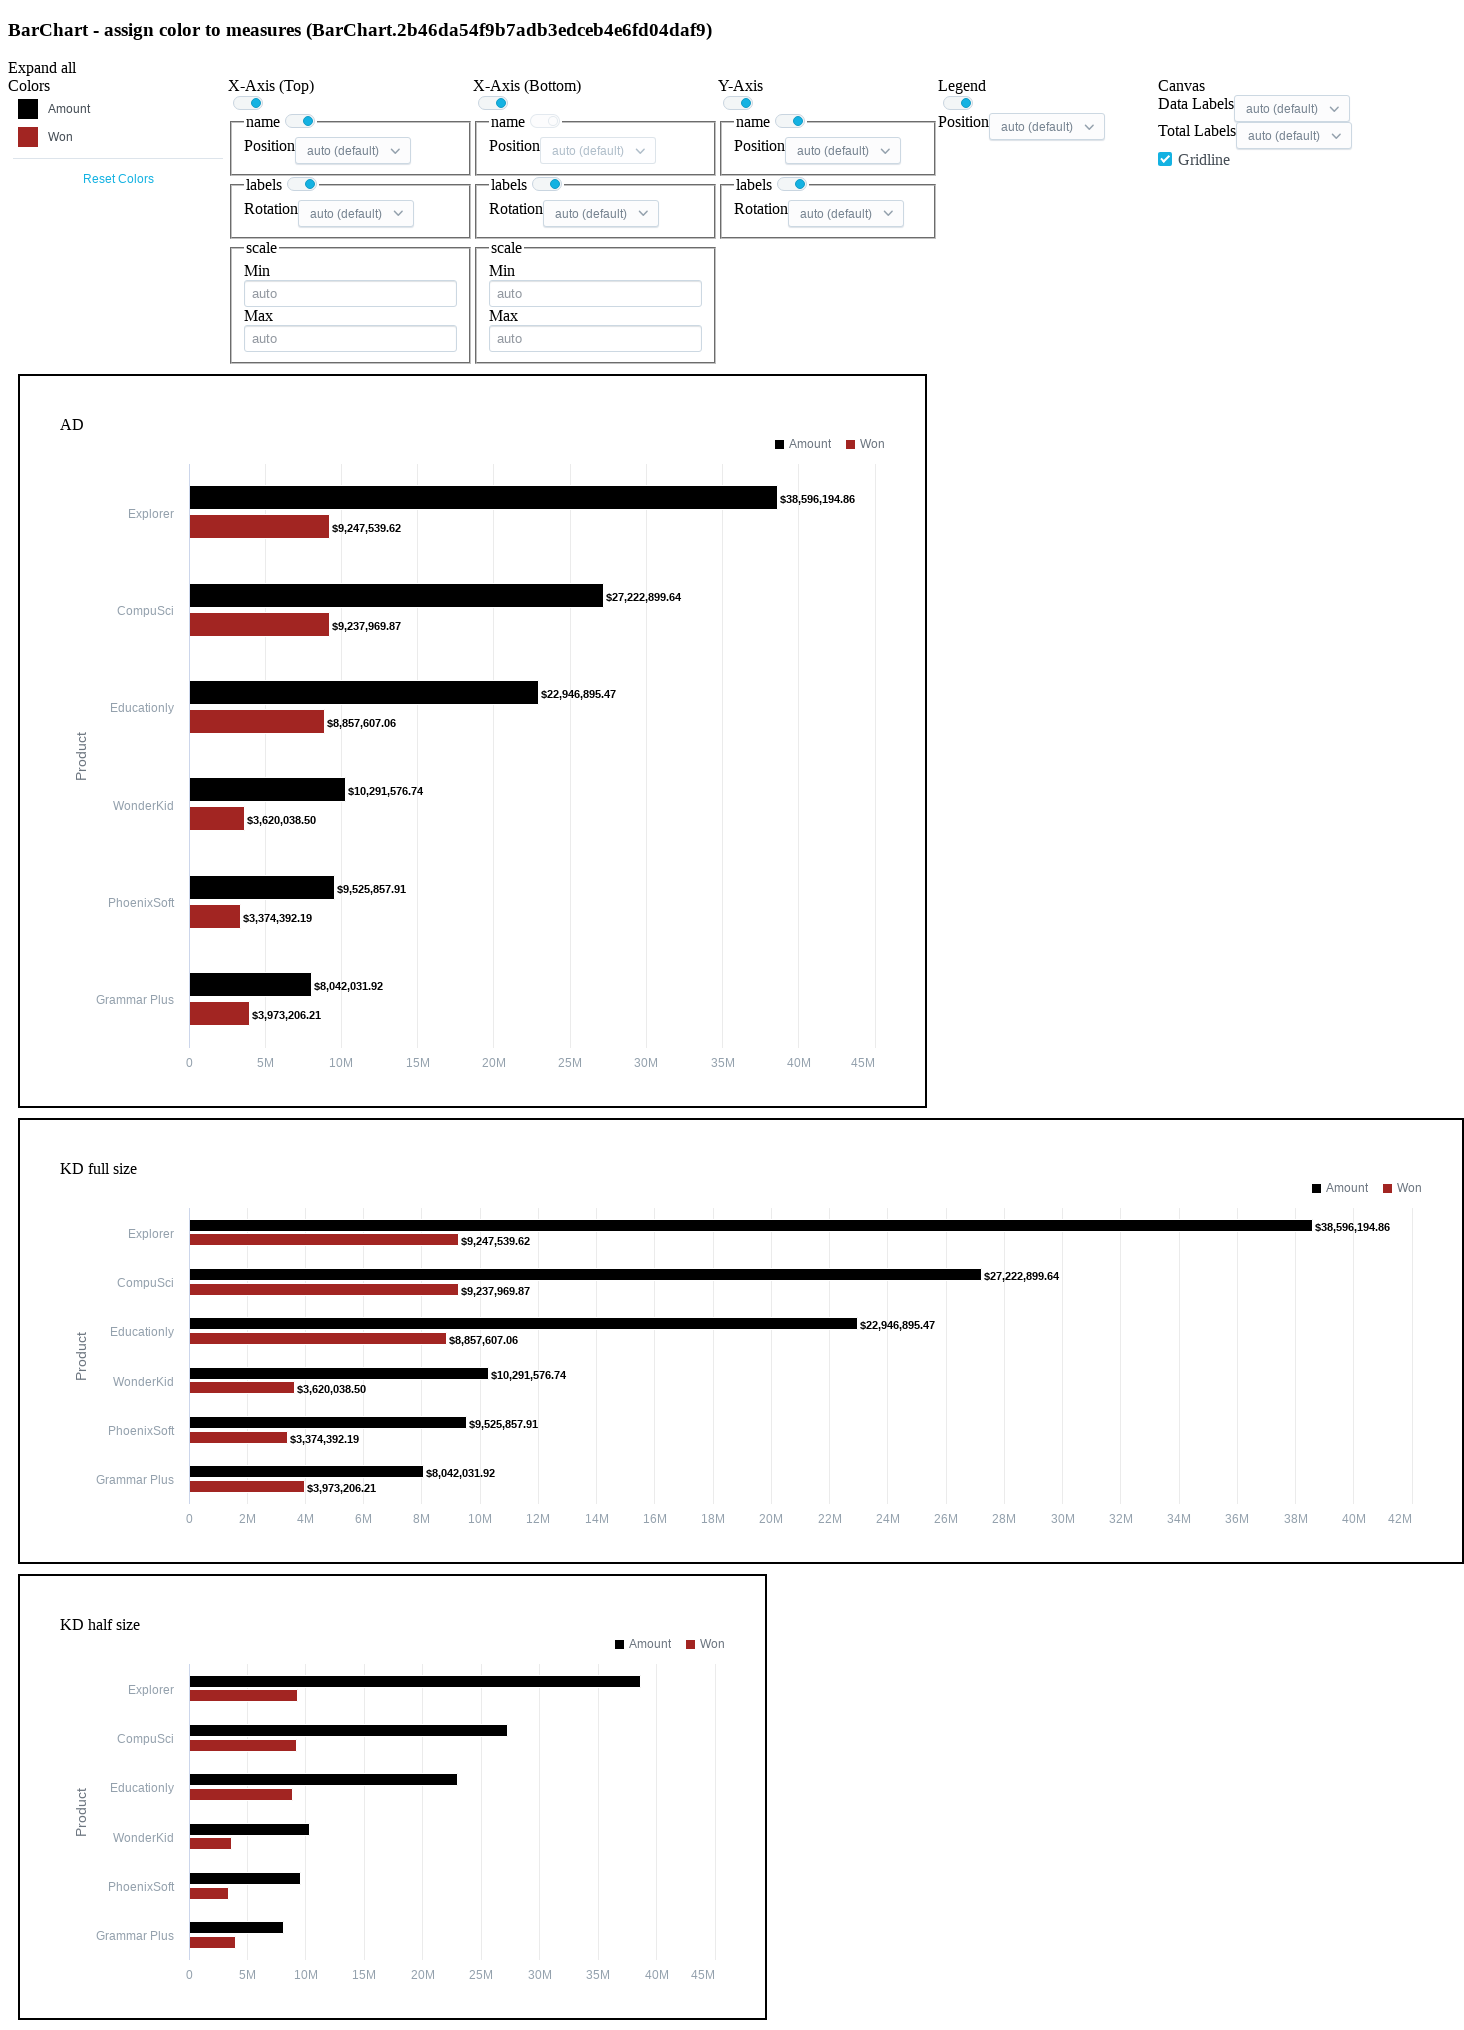 BarChart - assign color to measures (BarChart.2b46da54f9b7adb3edceb4e6fd04daf9)
Expand all
Colors
Amount
Won
Reset Colors
X-Axis (Top)
name
Position auto (default)
labels
Rotation auto (default)
scale
Min
auto
Max
auto
X-Axis (Bottom)
name
Position auto (default)
labels
Rotation auto (default)
scale
Min
auto
Max
auto
Y-Axis
name
Position auto (default)
labels
Rotation auto (default)
Legend
Position auto (default)
Canvas
Data Labels auto (default)
Total Labels auto (default)
Gridline
AD
Amount Won
Product
Explorer
$38,596,194.86
$9,247,539.62
CompuSci
$27,222,899.64
$9,237,969.87
Educationly
$22,946,895.47
$8,857,607.06
WonderKid
$10,291,576.74
$3,620,038.50
PhoenixSoft
$9,525,857.91
$3,374,392.19
Grammar Plus
$8,042,031.92
$3,973,206.21
0 5M 10M 15M 20M 25M 30M 35M 40M 45M
KD full size
Amount Won
Product
Explorer
$38,596,194.86
$9,247,539.62
CompuSci
$27,222,899.64
$9,237,969.87
Educationly
$22,946,895.47
$8,857,607.06
WonderKid
$10,291,576.74
$3,620,038.50
PhoenixSoft
$9,525,857.91
$3,374,392.19
Grammar Plus
$8,042,031.92
$3,973,206.21
0 2M 4M 6M 8M 10M 12M 14M 16M 18M 20M 22M 24M 26M 28M 30M 32M 34M 36M 38M 40M 42M
KD half size
Amount Won
Product
Explorer
CompuSci
Educationly
WonderKid
PhoenixSoft
Grammar Plus
0 5M 10M 15M 20M 25M 30M 35M 40M 45M